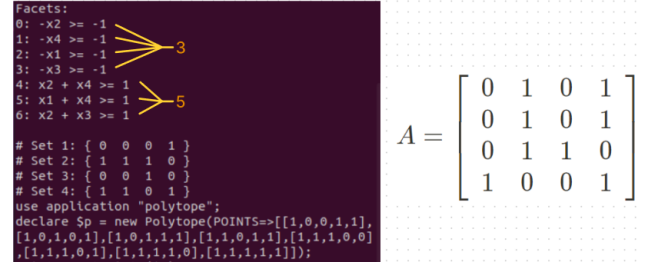 Facets:
0: -x2 >= -1
1: -x4 >= -1
2: -x1 >= -1
3: -x3 >= -1
3
4: x2 + x4 >= 1
5: x1 + x4 >= 1
6: x2 + x3 >= 1
5
# Set 1: { 0 0 0 1 }
# Set 2: { 1 1 1 0 }
# Set 3: { 0 0 1 0 }
# Set 4: { 1 1 0 1 }
use application "polytope";
declare $p = new Polytope(POINTS=>[[1,0,0,1,1],
[1,0,1,0,1],[1,0,1,1,1],[1,1,0,1,1],[1,1,1,0,0]
,[1,1,1,0,1],[1,1,1,1,0],[1,1,1,1,1]]);
A =
0 1 0 1
0 1 0 1
0 1 1 0
1 0 0 1